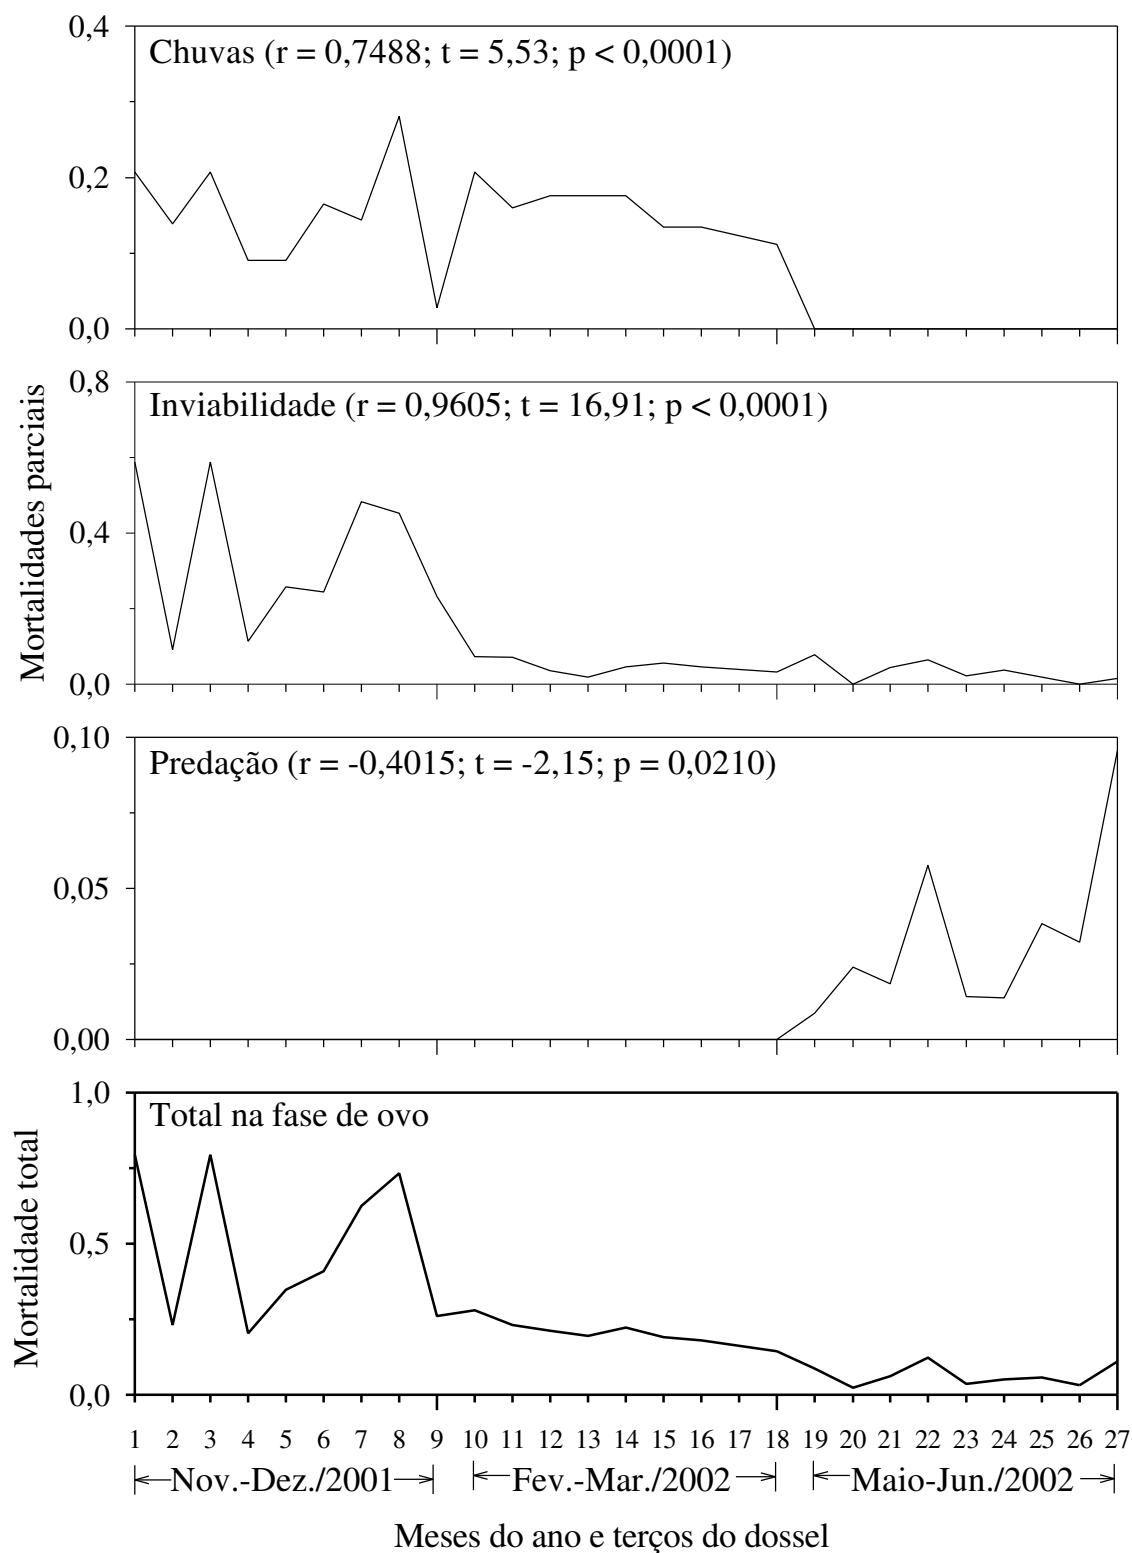 0,4
Chuvas (r = 0,7488; t = 5,53; p < 0,0001)
0,2
0,0
0,8
Inviabilidade (r = 0,9605; t = 16,91; p < 0,0001)
0,4
0,0
Mortalidades parciais
0,10
Predação (r = -0,4015; t = -2,15; p = 0,0210)
0,05
0,00
1,0
Total na fase de ovo
0,5
0,0
Mortalidade total
1 2 3 4 5 6 7 8 9 10 11 12 13 14 15 16 17 18 19 20 21 22 23 24 25 26 27
Nov.-Dez./2001 Fev.-Mar./2002 Maio-Jun./2002
Meses do ano e terços do dossel